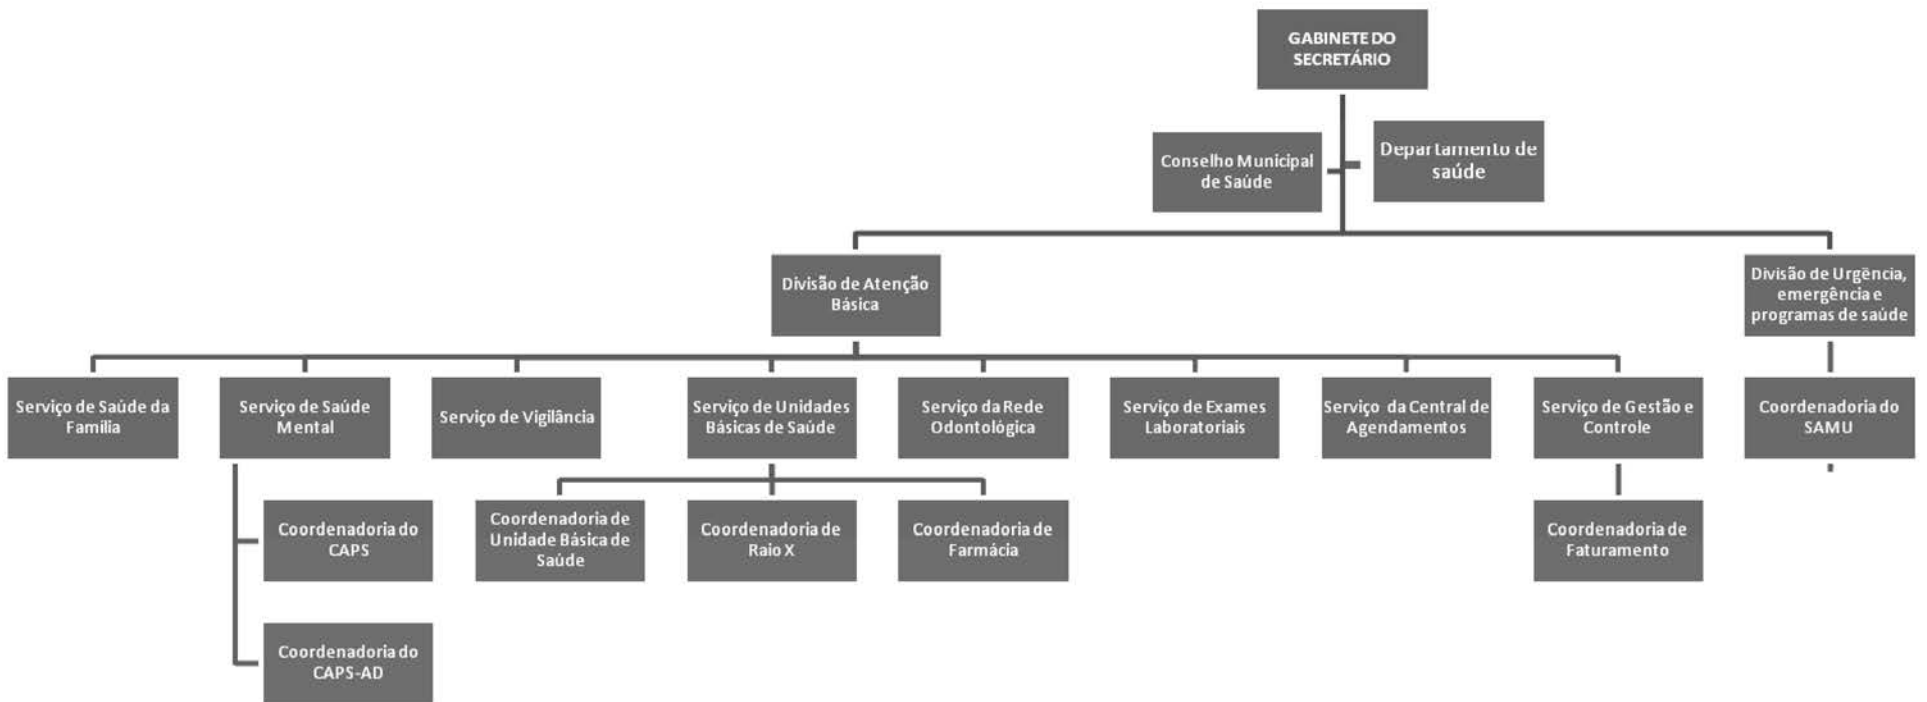 GABINETE DO
SECRETÁRIO
Conselho Municipal
de Saúde
Departamento de
saúde
Divisão de Atenção
Básica
Divisão de Urgência,
emergência e
programas de saúde
Serviço de Saúde da
Família
Serviço de Saúde
Mental
Serviço de Vigilância
Serviço de Unidades
Básicas de Saúde
Serviço da Rede
Odontológica
Serviço de Exames
Laboratoriais
Serviço da Central de
Agendamentos
Serviço de Gestão e
Controle
Coordenadoria do
SAMU
Coordenadoria do
CAPS
Coordenadoria de
Unidade Básica de
Saúde
Coordenadoria de
Raio X
Coordenadoria de
Farmácia
Coordenadoria de
Faturamento
Coordenadoria do
CAPS-AD